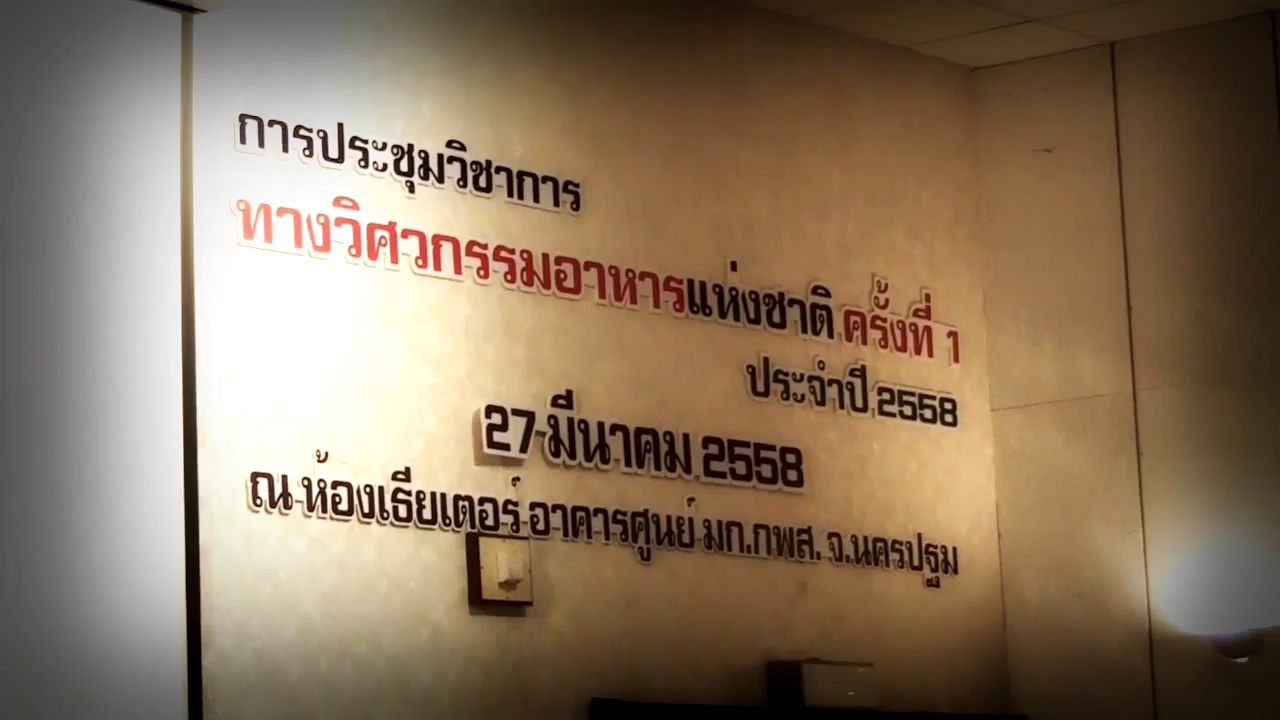 การประชุมวิชาการ
ทางวิศวกรรมอาหารแห่งชาติ ครั้งที่ 1
ประจำปี 2558
27 มีนาคม 2558
ณ ห้องเธียเตอร์ อาคารศูนย์ มก.กพส. จ.นครปฐม